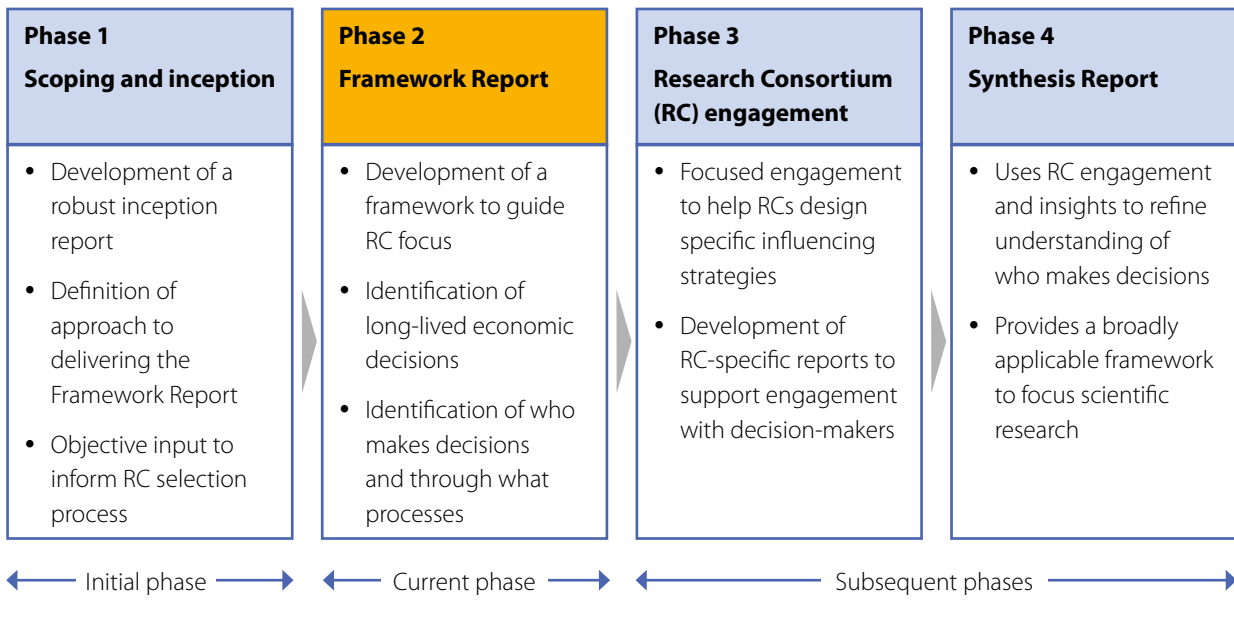 Phase 1
Scoping and inception
• Development of a
robust inception
report
• Definition of
approach to
delivering the
Framework Report
• Objective input to
inform RC selection
process
Phase 2
Framework Report
• Development of a
framework to guide
RC focus
• Identification of
long-lived economic
decisions
• Identification of who
makes decisions
and through what
processes
Phase 3
Research Consortium
(RC) engagement
• Focused engagement
to help RCs design
specific influencing
strategies
• Development of
RC-specific reports to
support engagement
with decision-makers
Phase 4
Synthesis Report
• Uses RC engagement
and insights to refine
understanding of
who makes decisions
• Provides a broadly
applicable framework
to focus scientific
research
Initial phase
Current phase
Subsequent phases